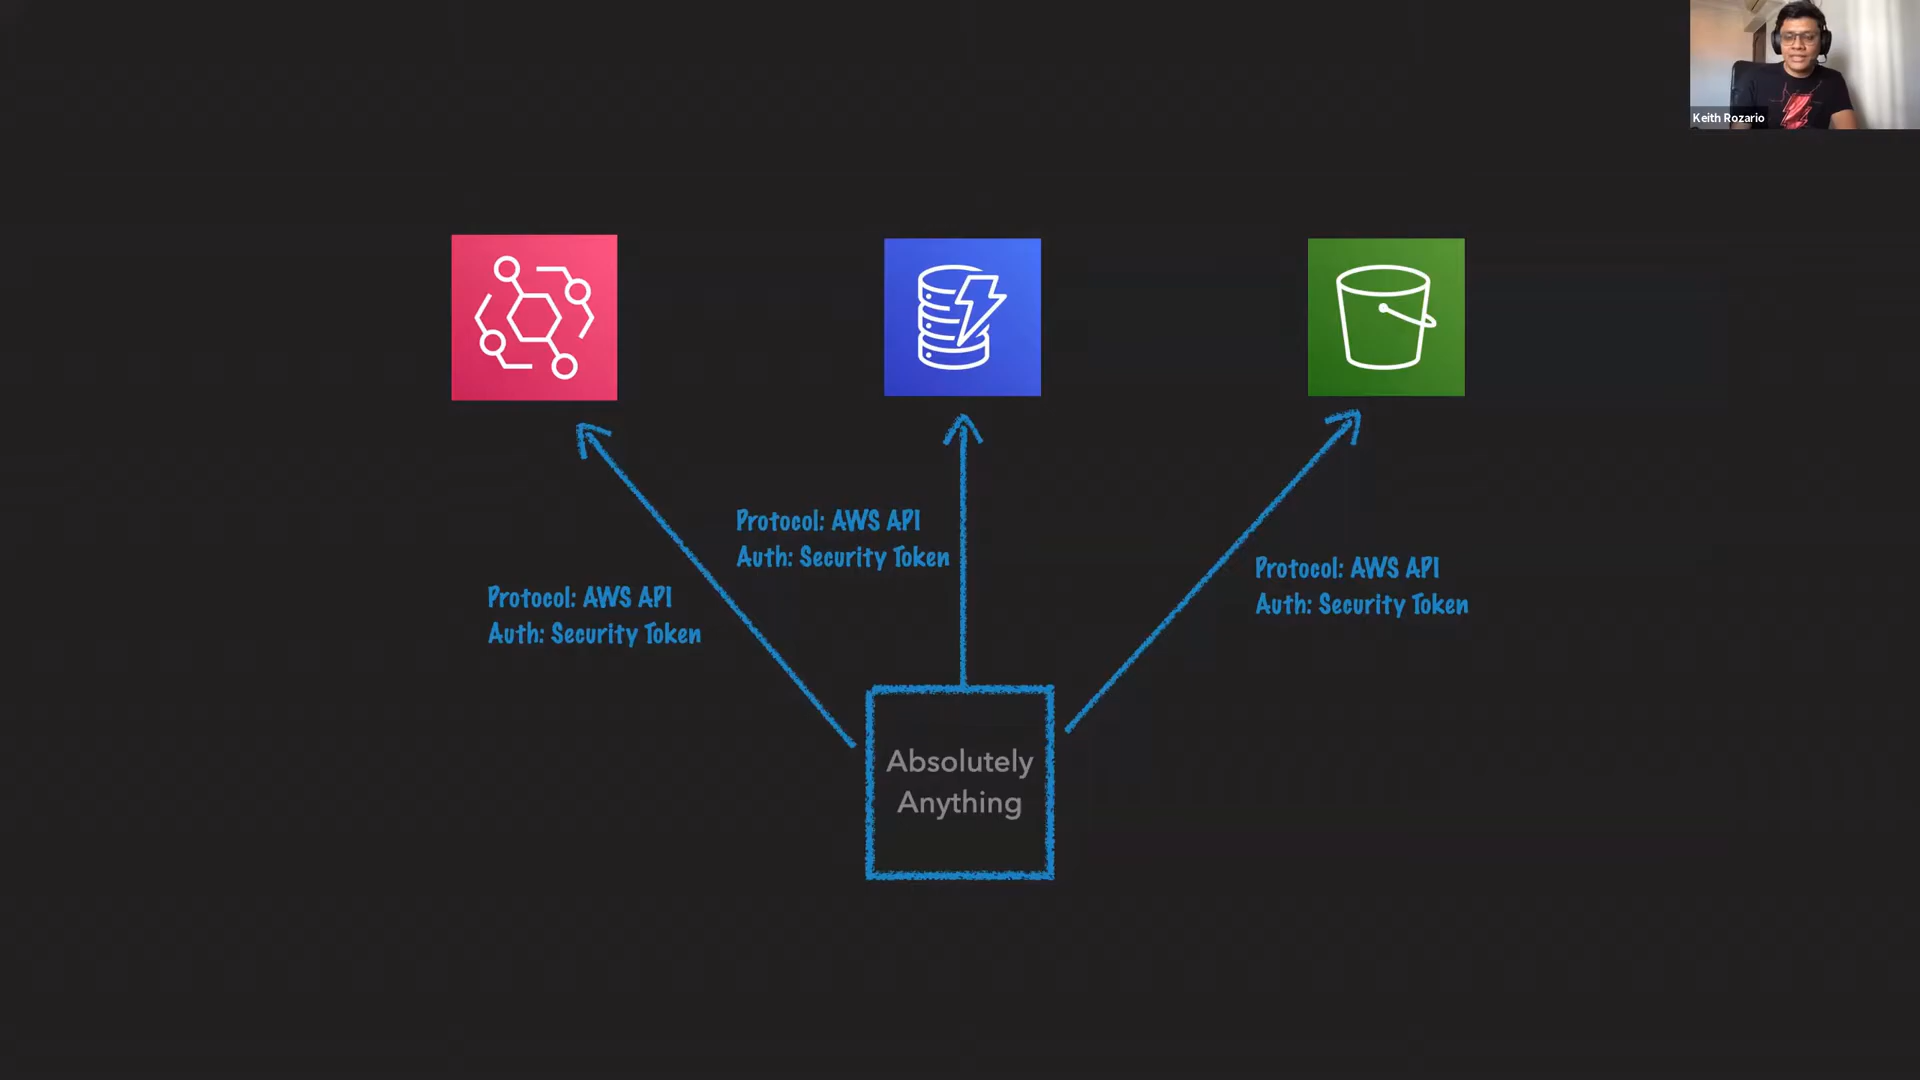 Keith Rozario
Protocol: AWS API
Auth: Security Token
Protocol: AWS API
Auth: Security Token
Protocol: AWS API
Auth: Security Token
Absolutely
Anything